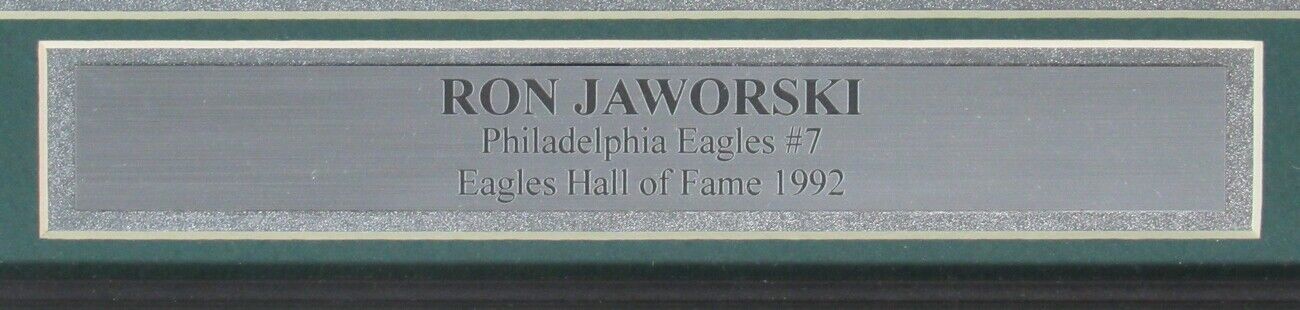 RON JAWORSKI
Philadelphia Eagles #7
Eagles Hall of Fame 1992